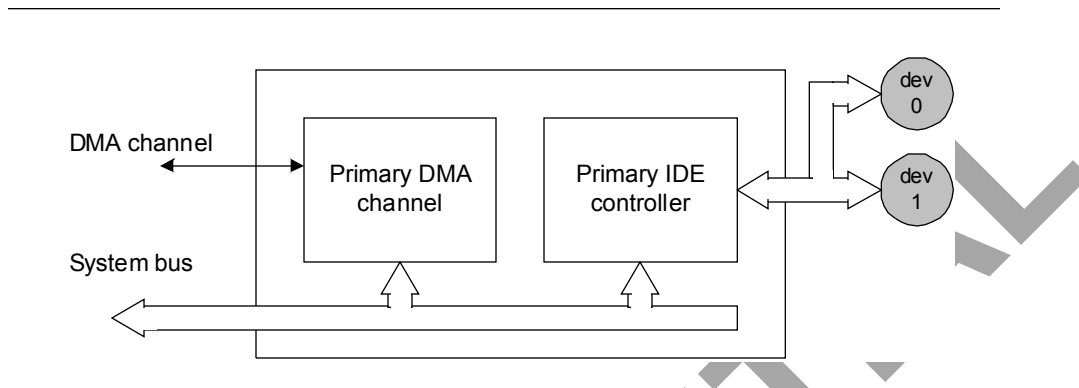 DMA channel
Primary DMA
channel
Primary IDE
controller
dev
0
dev
1
System bus